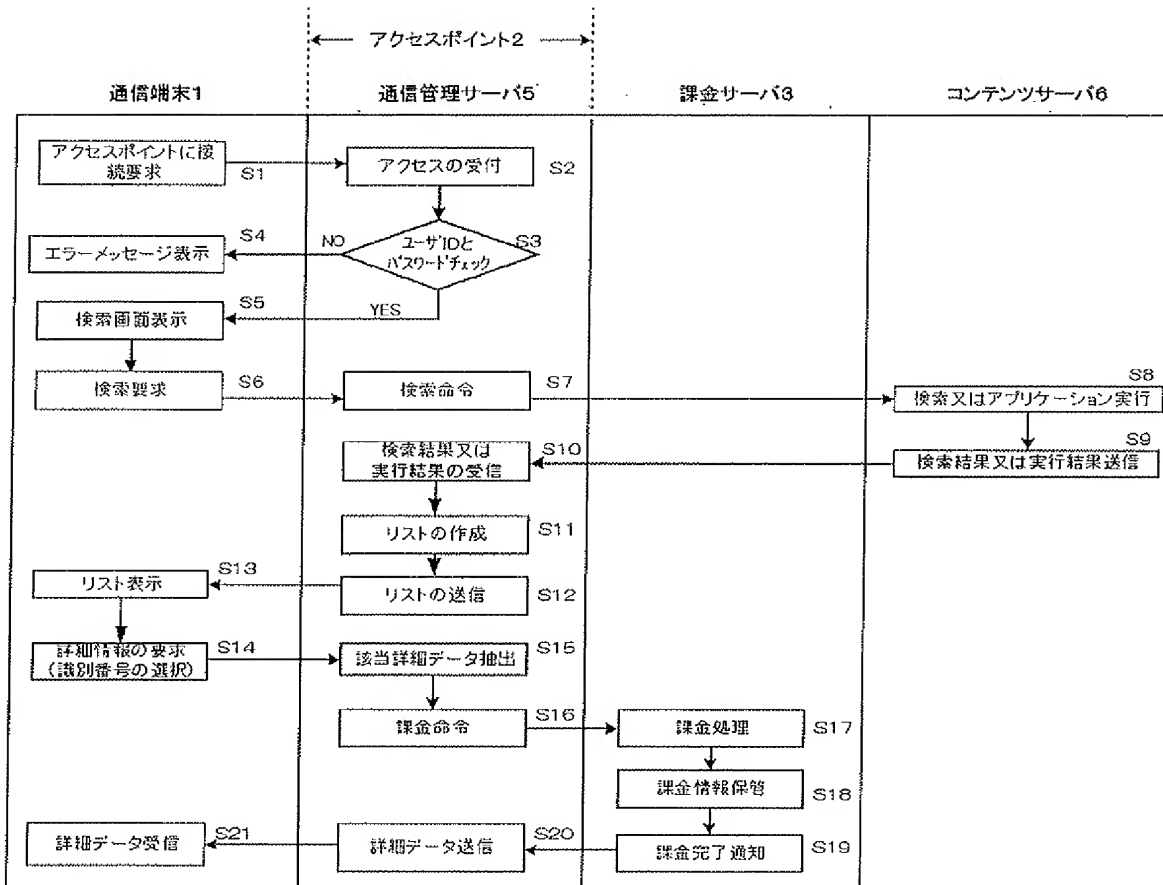 アクセスポイント2
通信端末1
通信管理サーバ5
課金サーバ3
コンテンツサーバ6
アクセスポイントに接
続要求
S1
アクセスの受付
S2
ユーザIDと
パスワードチェック
S3
NO
YES
S4
エラーメッセージ表示
S5
検索画面表示
検索要求
S6
検索命令
S7
S8
検索又はアプリケーション実行
S9
検索結果又は実行結果送信
検索結果又は
実行結果の受信
S10
リストの作成
S11
リストの送信
S12
S13
リスト表示
詳細情報の要求
(識別番号の選択)
S14
該当詳細データ抽出
S15
課金命令
S16
課金処理
S17
課金情報保管
S18
課金完了通知
S19
S20
詳細データ送信
S21
詳細データ受信